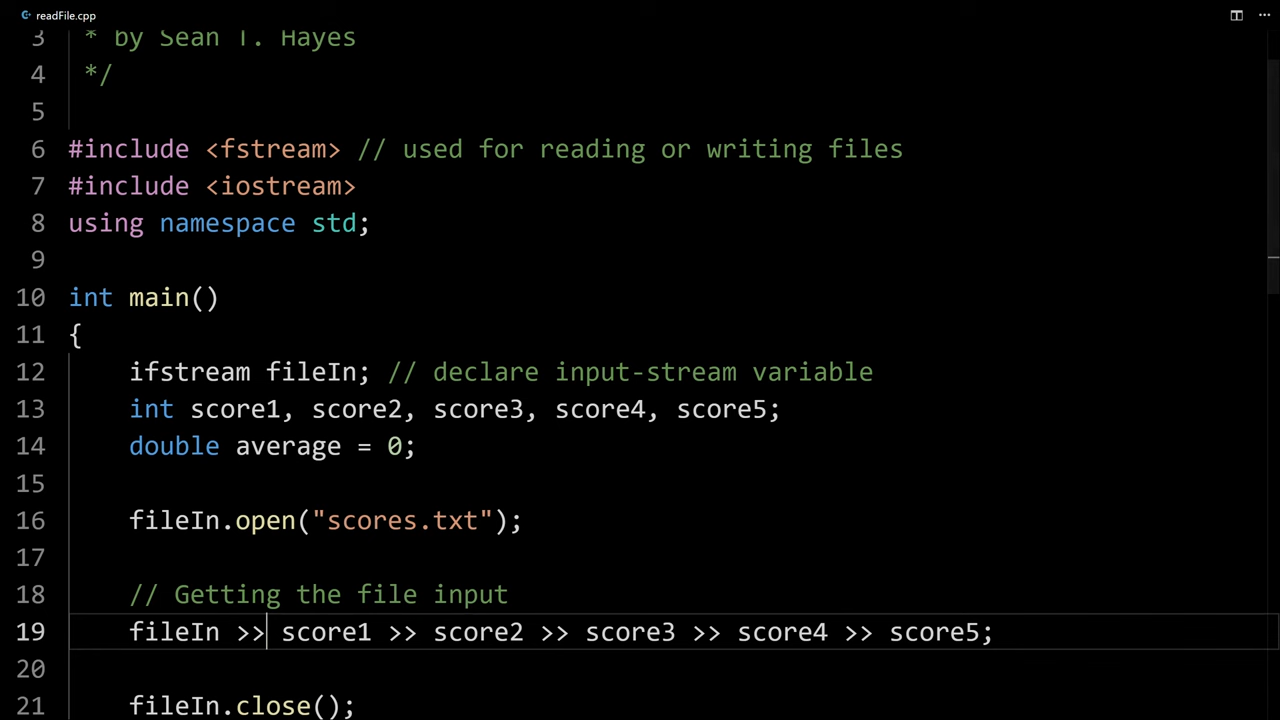 readFile.cpp
3 * by Sean T. Hayes
4 */
5
6 #include <fstream> // used for reading or writing files
7 #include <iostream>
8 using namespace std;
9
10 int main()
11 {
12 ifstream fileIn; // declare input-stream variable
13 int score1, score2, score3, score4, score5;
14 double average = 0;
15
16 fileIn.open("scores.txt");
17
18 // Getting the file input
19 fileIn >> score1 >> score2 >> score3 >> score4 >> score5;
20
21 fileIn.close();